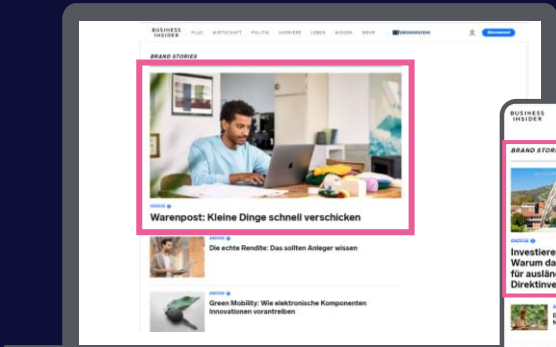 BUSINESS
INSIDER
PLUS WIRTSCHAFT POLITIK KARRIERE LEBEN WISSEN MEHR
BRAND STORIES
ANZEIGE
Warenpost: Kleine Dinge schnell verschicken
ANZEIGE
Die echte Rendite: Das sollten Anleger wissen
ANZEIGE
Green Mobility: Wie elektronische Komponenten
Innovationen vorantreiben
BUSINESS
INSIDER
BRAND STORI
ANZEIGE
Investiere
Warum da
für auslän
Direktinve